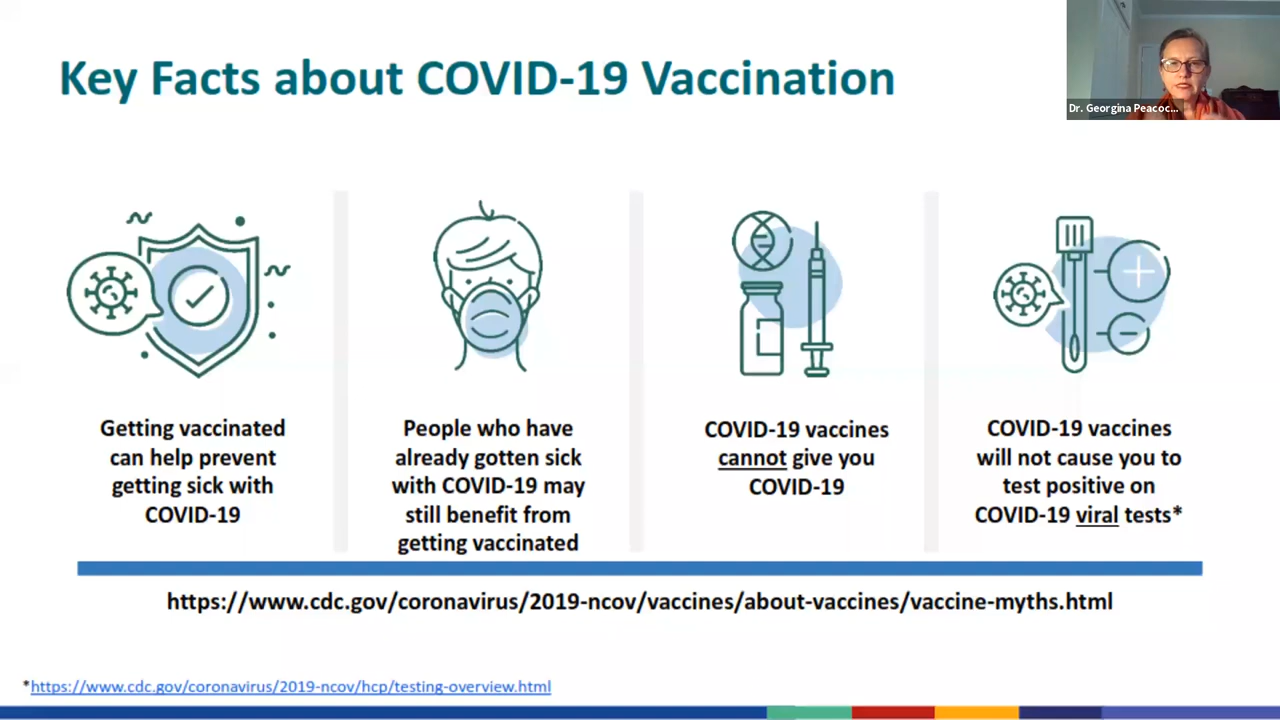 Key Facts about COVID-19 Vaccination
Dr. Georgina Peacoc...
Getting vaccinated
can help prevent
getting sick with
COVID-19
People who have
already gotten sick
with COVID-19 may
still benefit from
getting vaccinated
COVID-19 vaccines
cannot give you
COVID-19
COVID-19 vaccines
will not cause you to
test positive on
COVID-19 viral tests*
https://www.cdc.gov/coronavirus/2019-ncov/vaccines/about-vaccines/vaccine-myths.html
*https://www.cdc.gov/coronavirus/2019-ncov/hcp/testing-overview.html